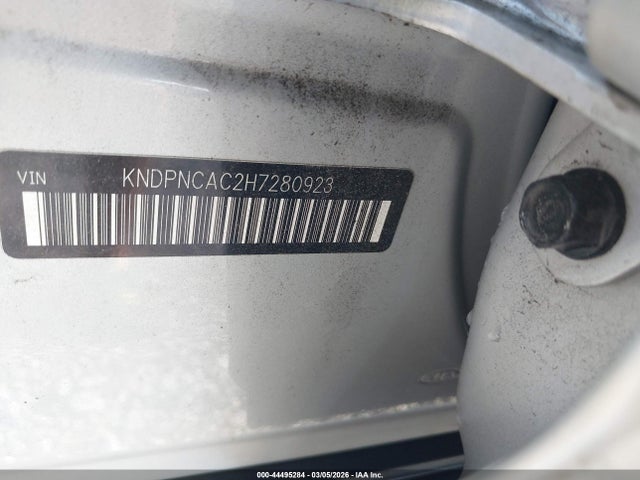 VIN KNDPNCAC2H7280923
000-44495284 - 03/05/2026 - IAA Inc.